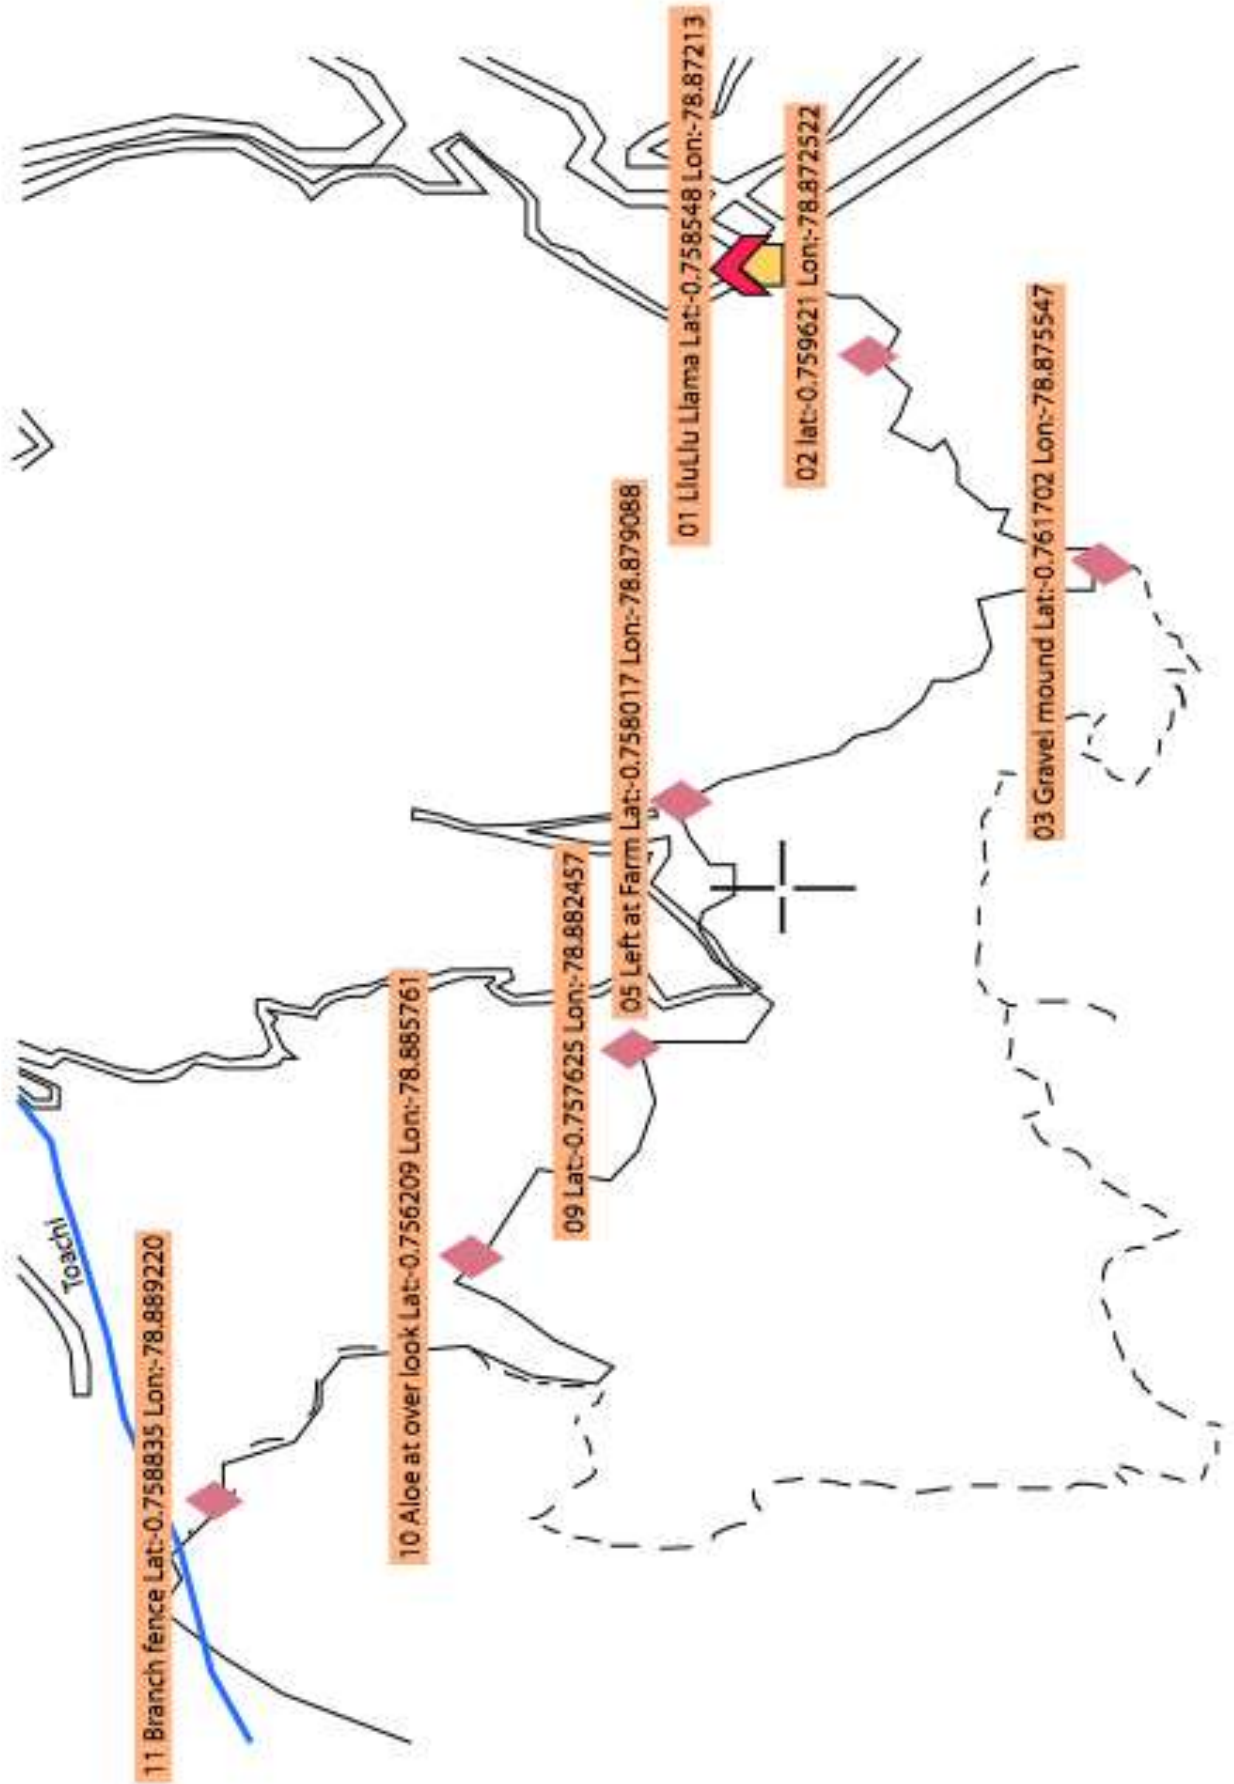 01 LluLlu Llama Lat:-0.758548 Lon:-78.87213
02 lat:-0.759621 Lon:-78.872522
03 Gravel mound Lat:-0.761702 Lon:-78.875547
05 Left at Farm Lat:-0.758017 Lon:-78.879088
09 Lat:-0.757625 Lon:-78.882457
10 Aloe at over look Lat:-0.756209 Lon:-78.885761
11 Branch fence Lat:-0.758835 Lon:-78.889220
Toachi